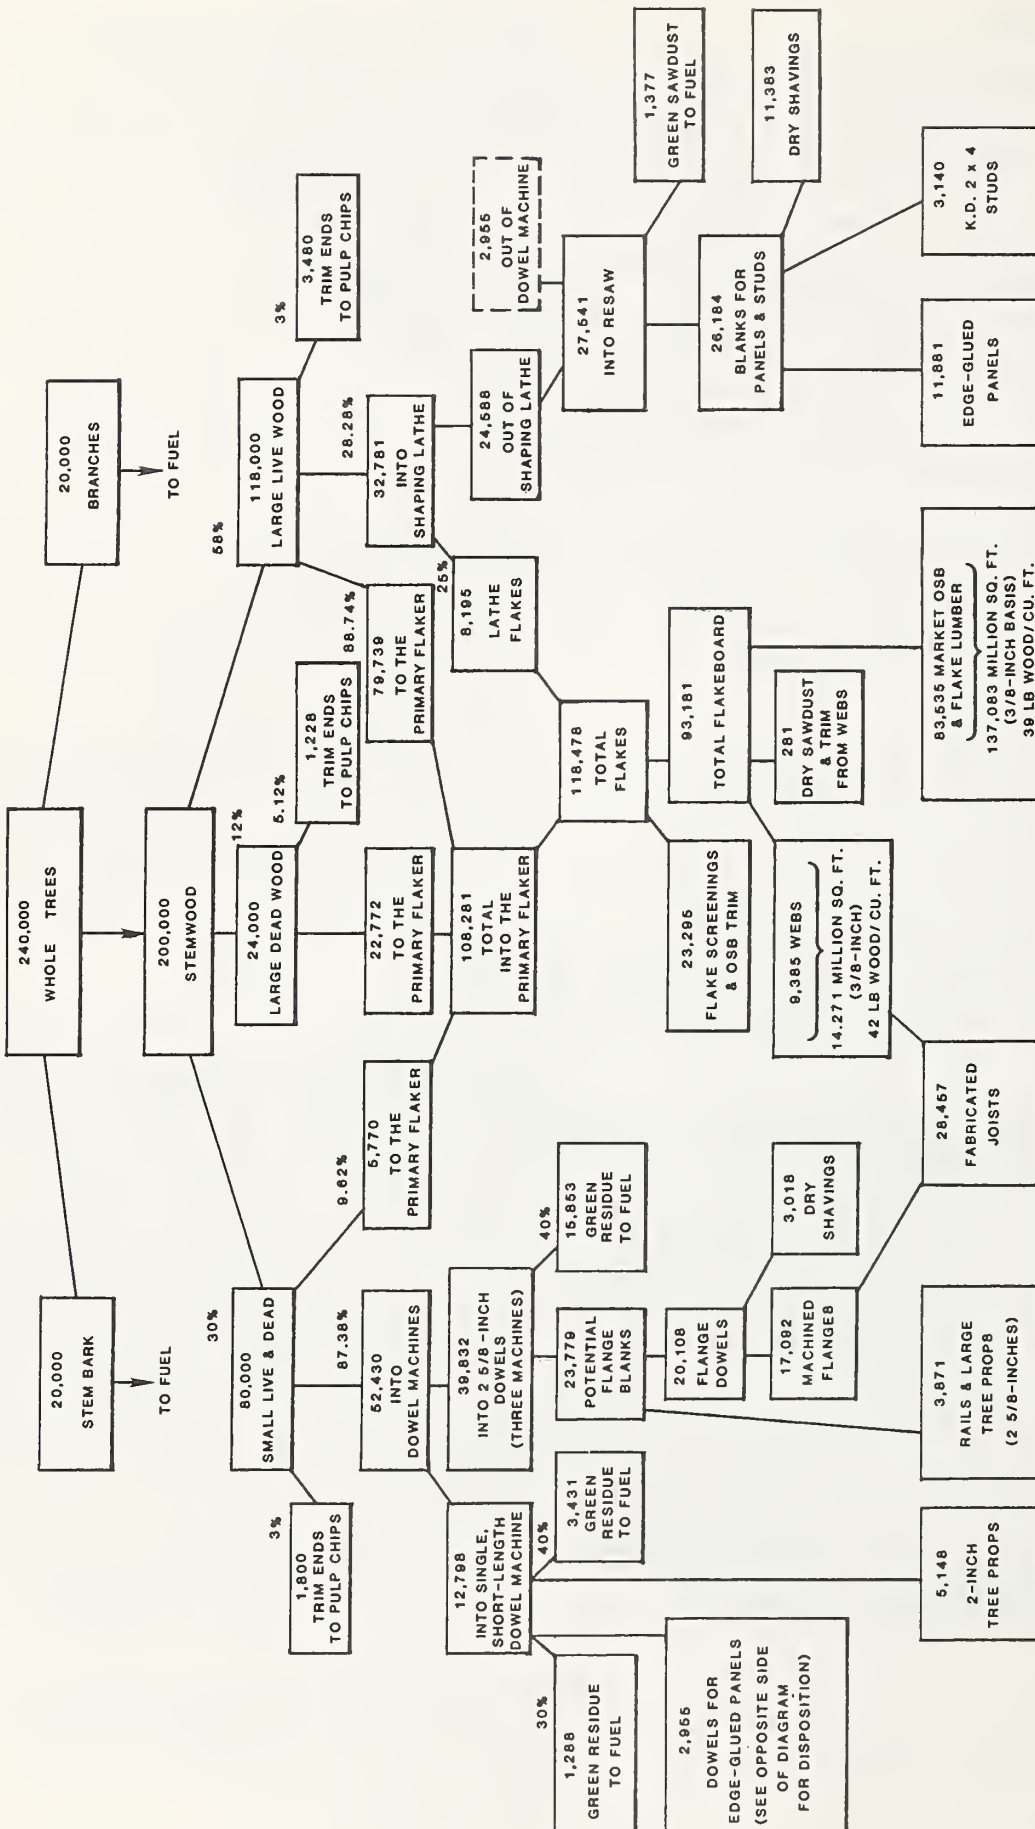 240,000
WHOLE TREES
20,000
STEM BARK
TO FUEL
20,000
BRANCHES
TO FUEL
200,000
STEMWOOD
30%
60,000
SMALL LIVE & DEAD
12%
24,000
LARGE DEAD WOOD
58%
116,000
LARGE LIVE WOOD
3%
1,800
TRIM ENDS
TO PULP CHIPS
87.38%
52,430
INTO
DOWEL MACHINES
9.62%
5,770
TO THE
PRIMARY FLAKER
22,772
TO THE
PRIMARY FLAKER
5.12%
1,228
TRIM ENDS
TO PULP CHIPS
68.74%
79,739
TO THE
PRIMARY FLAKER
28.28%
32,781
INTO
SHAPING LATHE
3%
3,480
TRIM ENDS
TO PULP CHIPS
12,798
INTO SINGLE,
SHORT-LENGTH
DOWEL MACHINE
39,632
INTO 2 5/8-INCH
DOWELS
(THREE MACHINES)
108,281
TOTAL
INTO THE
PRIMARY FLAKER
25%
8,195
LATHE
FLAKES
24,586
OUT OF
SHAPING LATHE
2,955
OUT OF
DOWEL MACHINE
30%
1,266
GREEN RESIDUE
TO FUEL
40%
3,431
GREEN
RESIDUE
TO FUEL
23,779
POTENTIAL
FLANGE
BLANKS
40%
15,853
GREEN
RESIDUE
TO FUEL
116,476
TOTAL
FLAKES
27,541
INTO RESAW
1,377
GREEN SAWDUST
TO FUEL
2,955
DOWELS FOR
EDGE-GLUED PANELS
(SEE OPPOSITE SIDE
OF DIAGRAM
FOR DISPOSITION)
20,108
FLANGE
DOWELS
23,295
FLAKE SCREENINGS
& OSB TRIM
93,181
TOTAL FLAKEBOARD
26,164
BLANKS FOR
PANELS & STUDS
11,363
DRY SHAVINGS
17,092
MACHINED
FLANGES
3,016
DRY
SHAVINGS
9,365 WEBS
14.271 MILLION SQ. FT.
(3/8-INCH)
42 LB WOOD/CU. FT.
281
DRY SAWDUST
& TRIM
FROM WEBS
5,146
2-INCH
TREE PROPS
3,671
RAILS & LARGE
TREE PROPS
(2 5/8-INCHES)
26,457
FABRICATED
JOISTS
83,535 MARKET OSB
& FLAKE LUMBER
137,083 MILLION SQ. FT.
(3/8-INCH BASIS)
39 LB WOOD/CU. FT.
11,661
EDGE-GLUED
PANELS
3,140
K.D. 2 x 4
STUDS